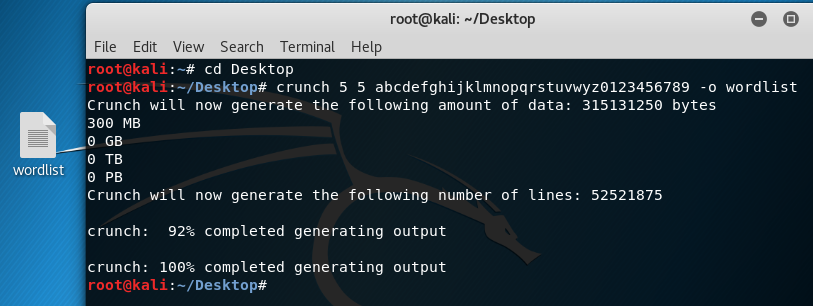 root@kali: ~/Desktop
File Edit View Search Terminal Help
root@kali:~# cd Desktop
root@kali:~/Desktop# crunch 5 5 abcdefghijklmnopqrstuvwyz0123456789 -o wordlist
Crunch will now generate the following amount of data: 315131250 bytes
300 MB
0 GB
0 TB
0 PB
Crunch will now generate the following number of lines: 52521875
crunch:  92% completed generating output
crunch: 100% completed generating output
root@kali:~/Desktop#
wordlist